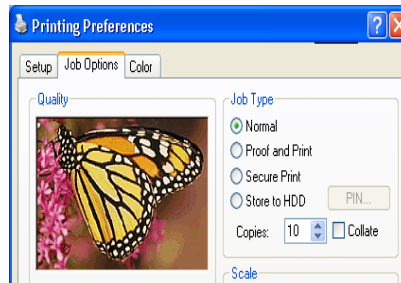 Printing Preferences
Setup Job Options Color
Quality
Job Type
Normal
Proof and Print
Secure Print
Store to HDD PIN...
Copies: 10 Collate
Scale